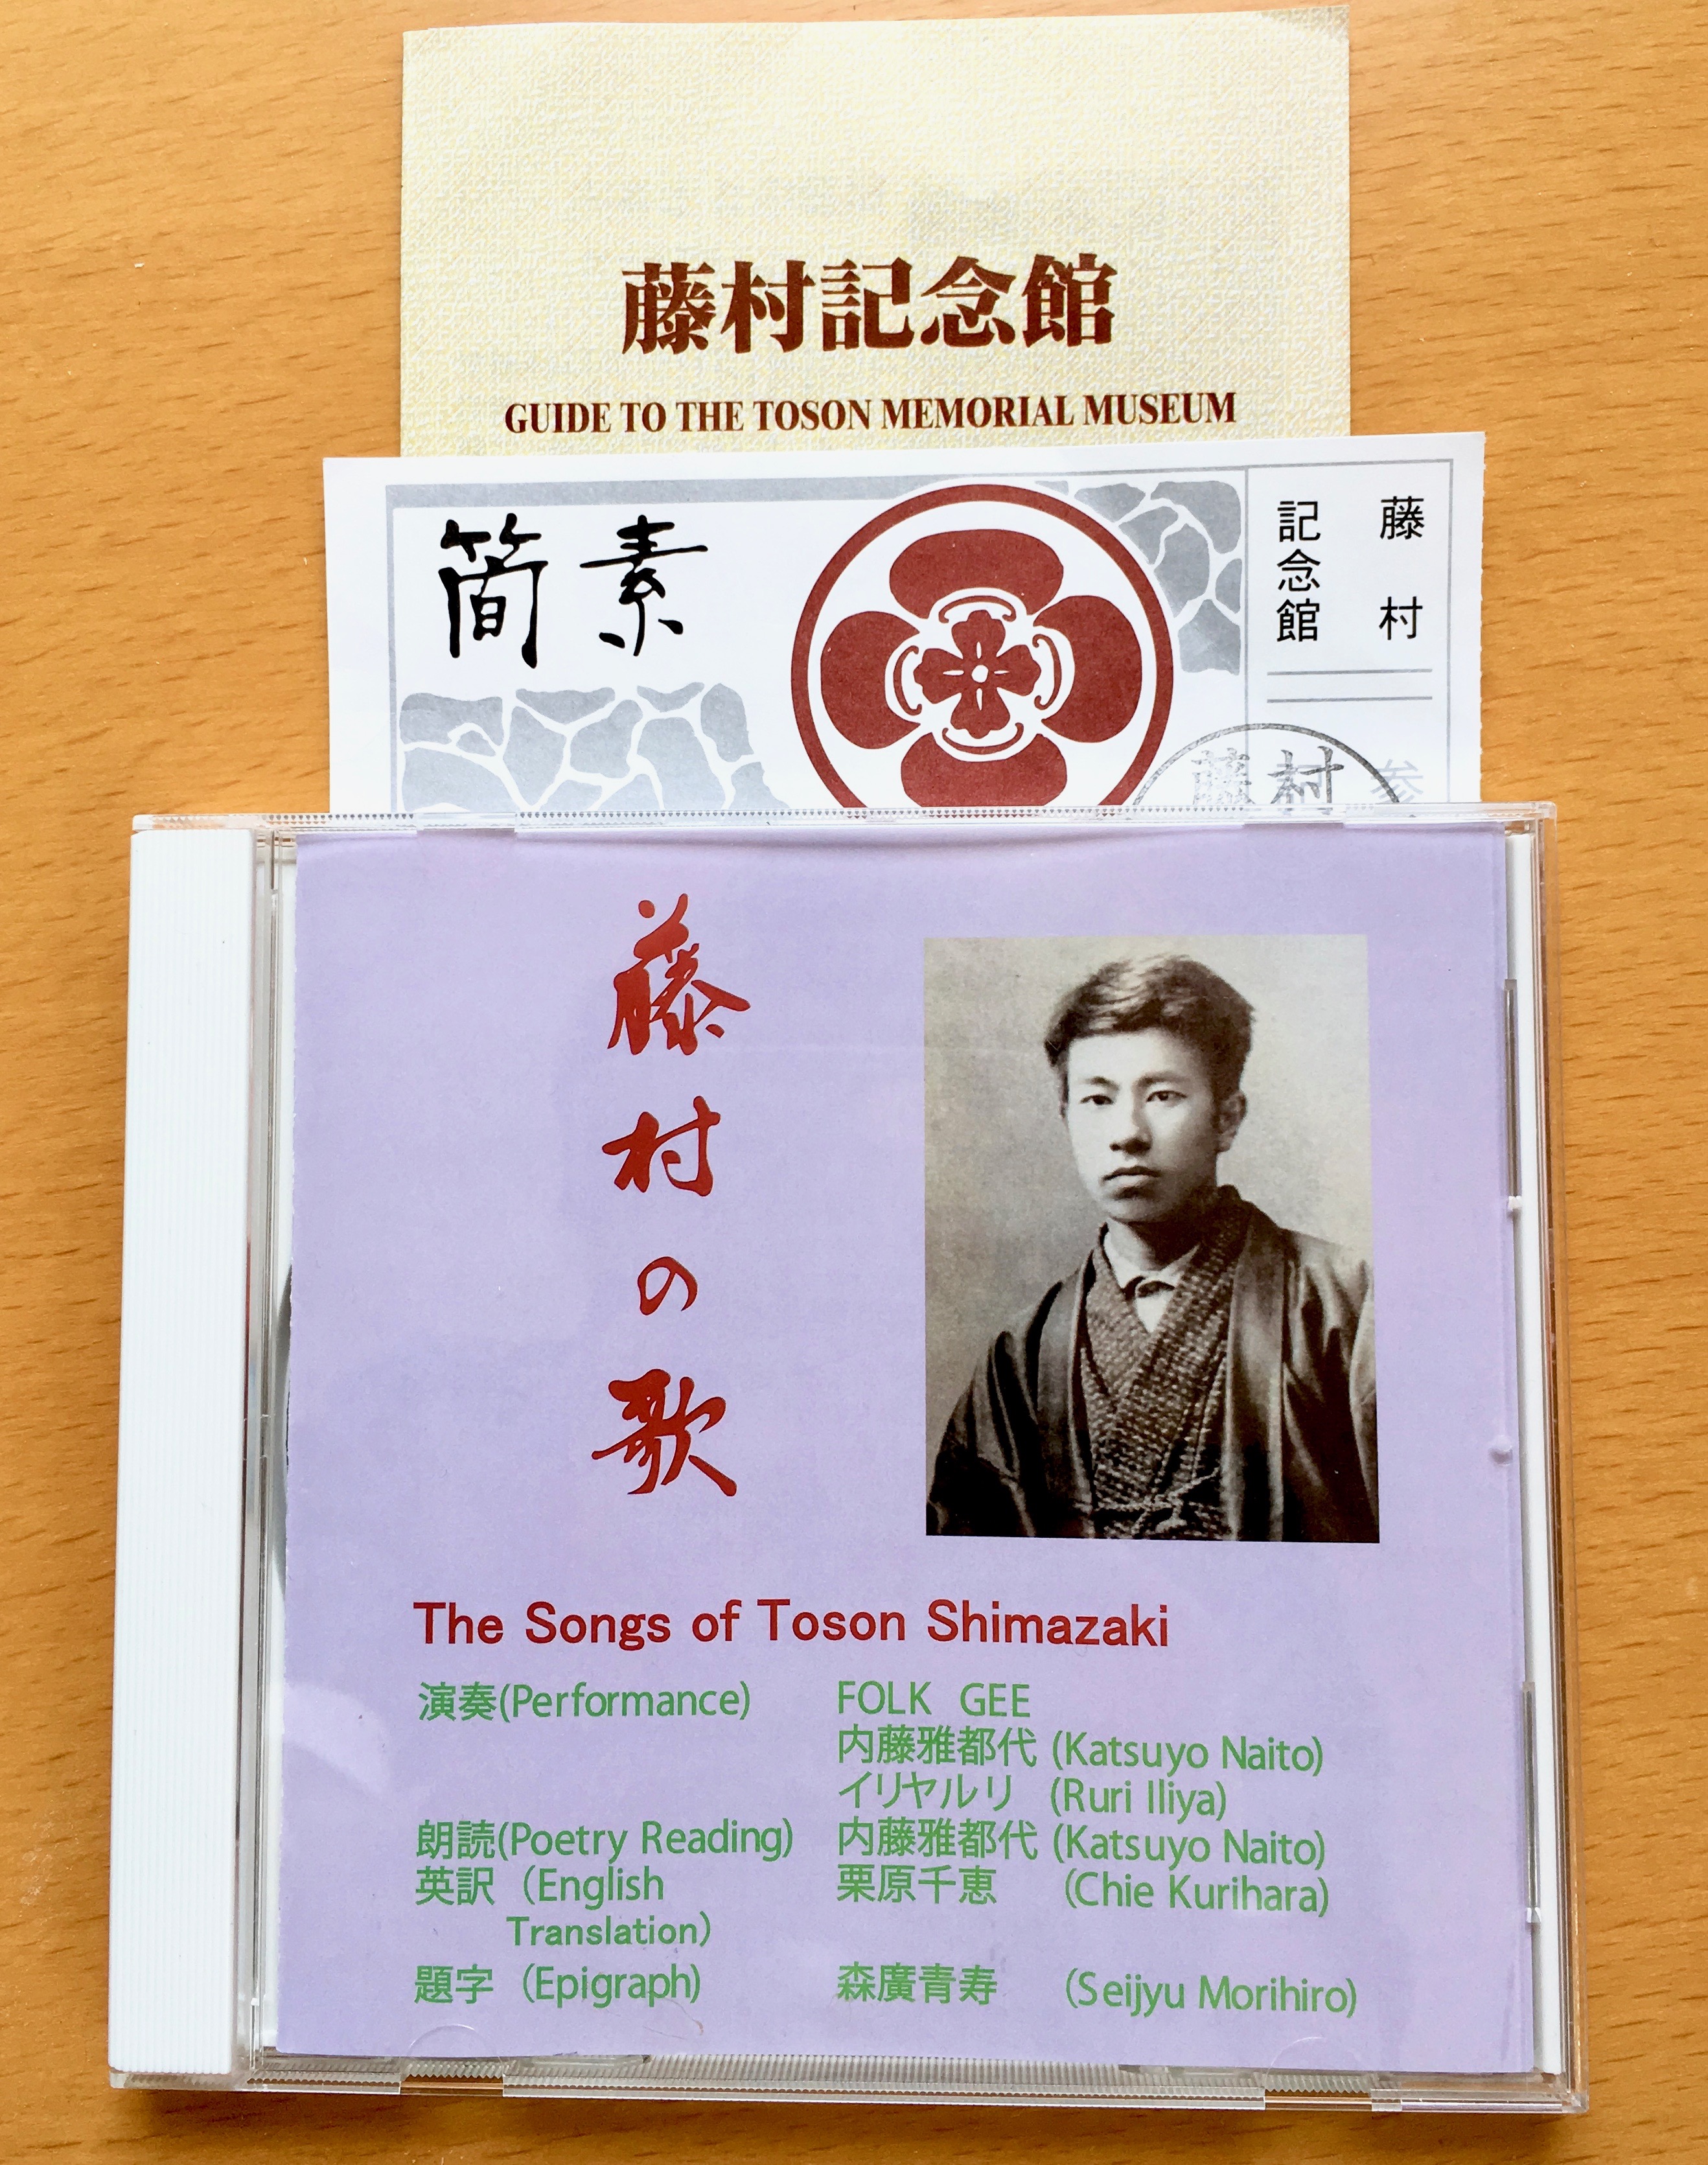 藤村記念館
GUIDE TO THE TOSON MEMORIAL MUSEUM
簡素
藤村
記念館
藤村
参
藤村の歌
The Songs of Toson Shimazaki
演奏(Performance) FOLK GEE
内藤雅都代 (Katsuyo Naito)
イリヤルリ (Ruri Iliya)
朗読(Poetry Reading) 内藤雅都代 (Katsuyo Naito)
英訳 (English 栗原千恵 (Chie Kurihara)
Translation)
題字 (Epigraph) 森廣青寿 (Seijyu Morihiro)